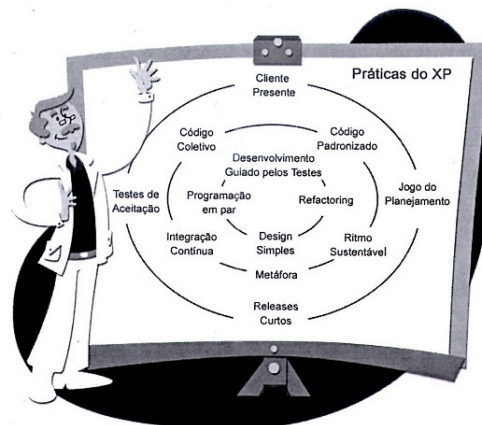 Práticas do XP
Cliente
Presente
Código
Coletivo
Código
Padronizado
Desenvolvimento
Guiado pelos Testes
Testes de
Aceitação
Programação
em par
Refactoring
Jogo do
Planejamento
Integração
Contínua
Design
Simples
Ritmo
Sustentável
Metáfora
Releases
Curtos